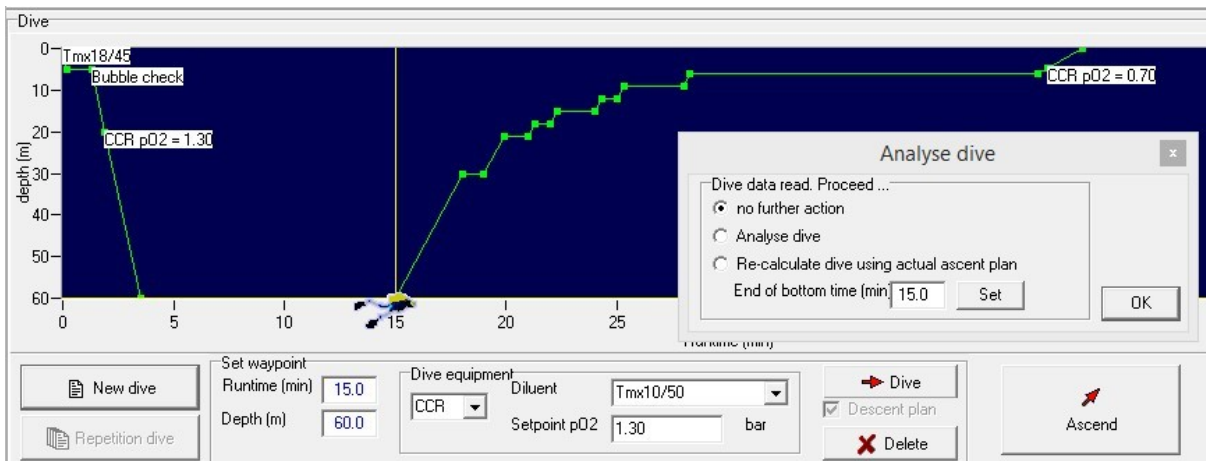 Dive
0
Tmx18/45
Bubble check
10
CCR pO2 = 0.70
20
CCR pO2 = 1.30
depth (m)
30
40
50
60
0 5 10 15 20 25
Analyse dive
x
Dive data read. Proceed ...
no further action
Analyse dive
Re-calculate dive using actual ascent plan
End of bottom time (min) 15.0 Set
OK
New dive
Repetition dive
Set waypoint
Runtime (min) 15.0
Depth (m) 60.0
Dive equipment
CCR
Diluent Tmx10/50
Setpoint pO2 1.30 bar
Dive
Descent plan
Delete
Ascend